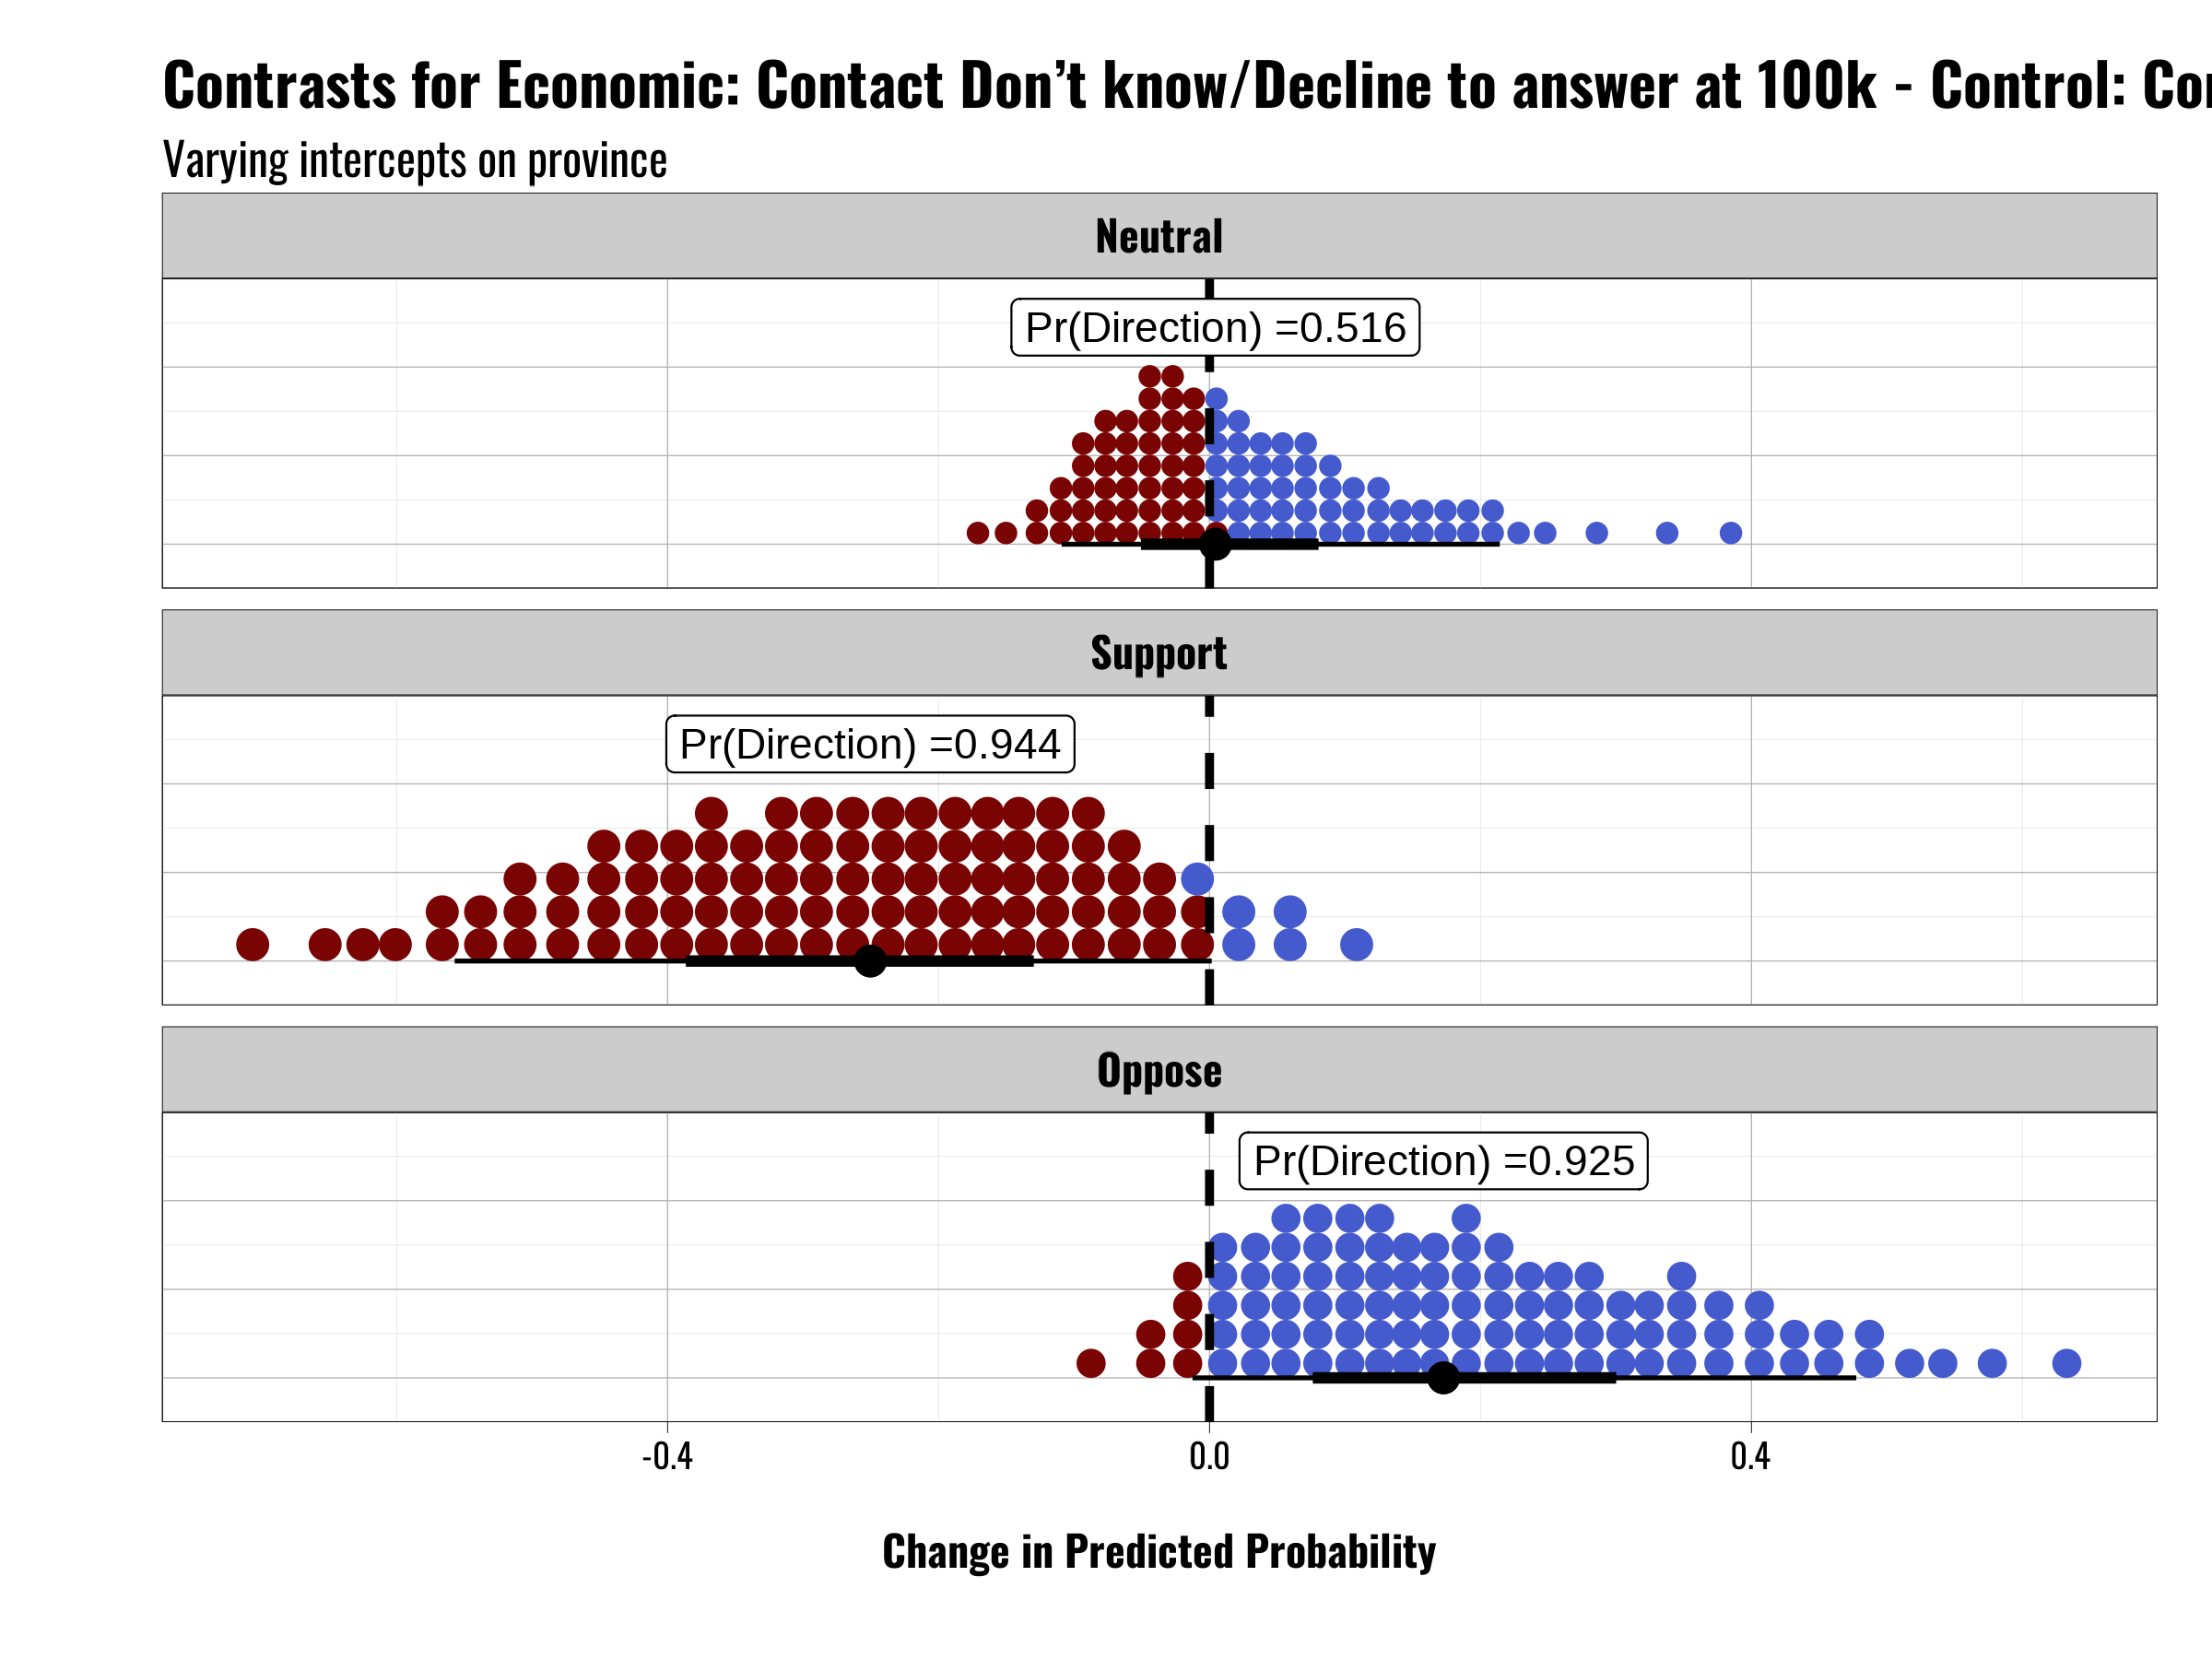 Contrasts for Economic: Contact Don’t know/Decline to answer at 100k - Control:
Varying intercepts on province
Neutral
Pr(Direction) =0.516
Support
Pr(Direction) =0.944
Oppose
Pr(Direction) =0.925
-0.4 0.0 0.4
Change in Predicted Probability